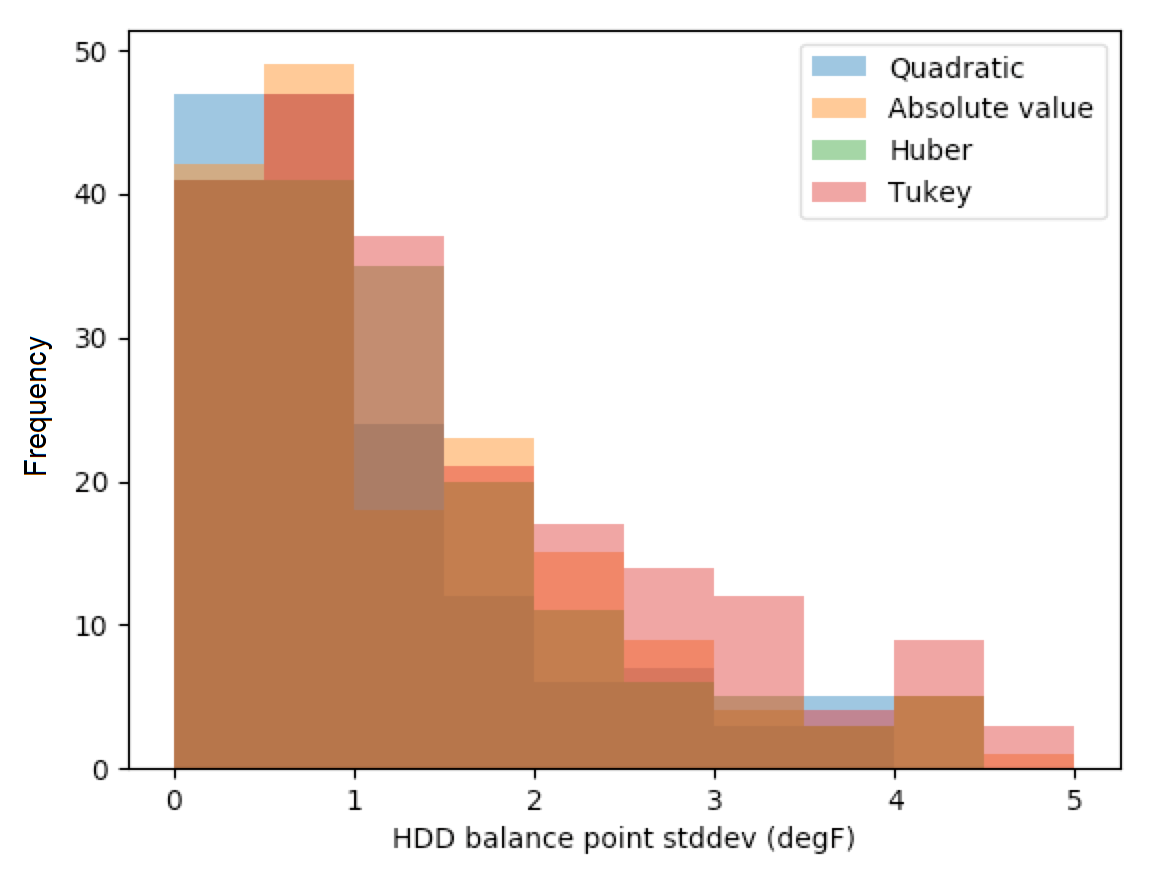 50
40
30
20
10
0
Frequency
Quadratic
Absolute value
Huber
Tukey
0 1 2 3 4 5
HDD balance point stddev (degF)